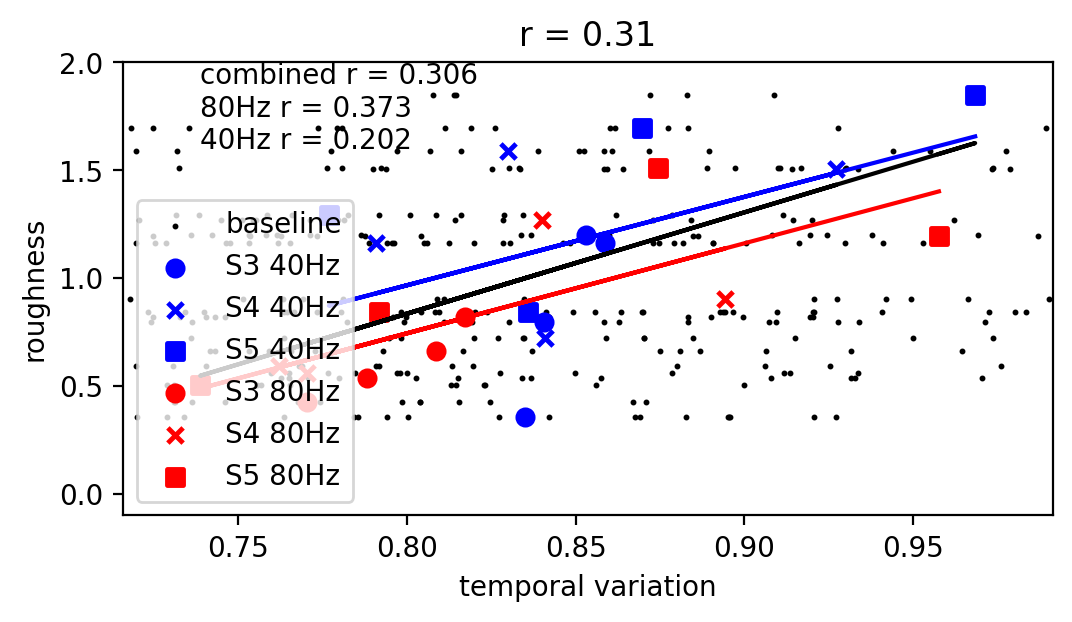 r = 0.31
combined r = 0.306
80Hz r = 0.373
40Hz r = 0.202
baseline
S3 40Hz
S4 40Hz
S5 40Hz
S3 80Hz
S4 80Hz
S5 80Hz
2.0
1.5
1.0
0.5
0.0
roughness
0.75 0.80 0.85 0.90 0.95
temporal variation